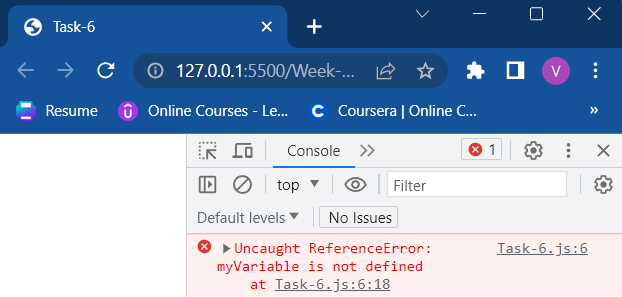 Task-6
127.0.0.1:5500/Week-...
V
Resume
Online Courses - Le...
Coursera | Online C...
»
Console
1
top
Filter
Default levels
No Issues
Uncaught ReferenceError: Task-6.js:6
myVariable is not defined
at Task-6.js:6:18